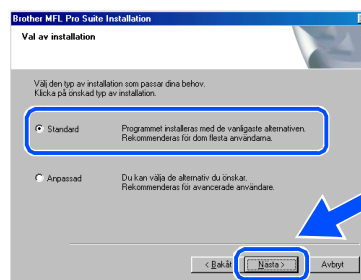 Brother MFL Pro Suite Installation
Val av installation
Välj den typ av installation som passar dina behov.
Klicka på önskad typ av installation.
Standard
Programmet installeras med de vanligaste alternativen.
Rekommenderas för dom flesta användarna.
Anpassad
Du kan välja de alternativ du önskar.
Rekommenderas för avancerade användare.
< Bakåt
Nästa >
Avbryt